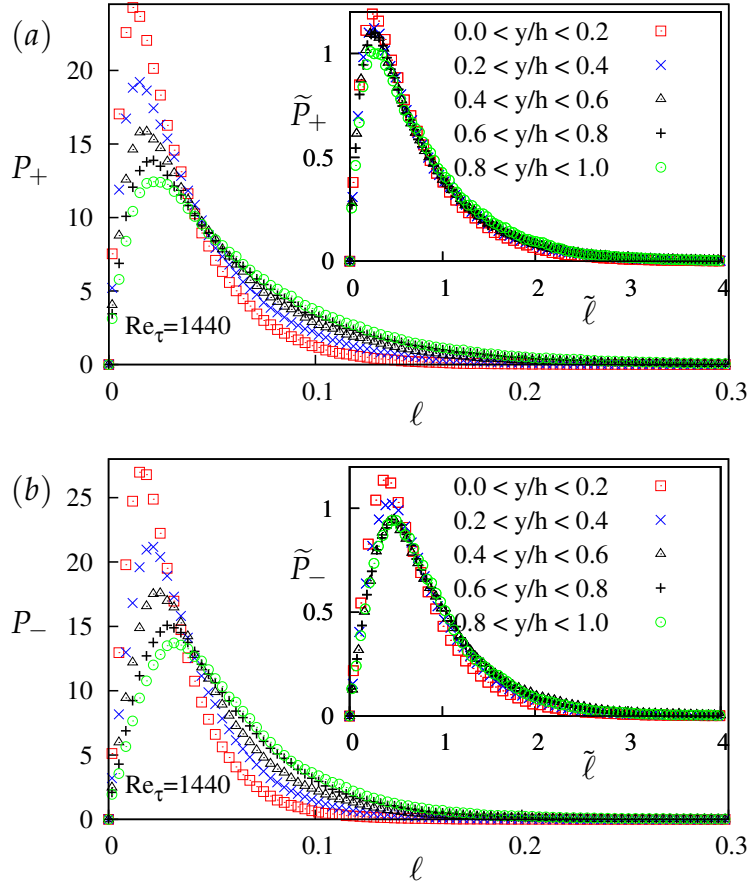 (a)
P₊
25
20
15
10
5
0
0
0.1
0.2
0.3
ℓ
Re_τ=1440
P̃₊
1
0.5
0
0
1
2
3
4
ℓ̃
0.0 < y/h < 0.2
0.2 < y/h < 0.4
0.4 < y/h < 0.6
0.6 < y/h < 0.8
0.8 < y/h < 1.0
(b)
P₋
25
20
15
10
5
0
0
0.1
0.2
0.3
ℓ
Re_τ=1440
P̃₋
1
0.5
0
0
1
2
3
4
ℓ̃
0.0 < y/h < 0.2
0.2 < y/h < 0.4
0.4 < y/h < 0.6
0.6 < y/h < 0.8
0.8 < y/h < 1.0